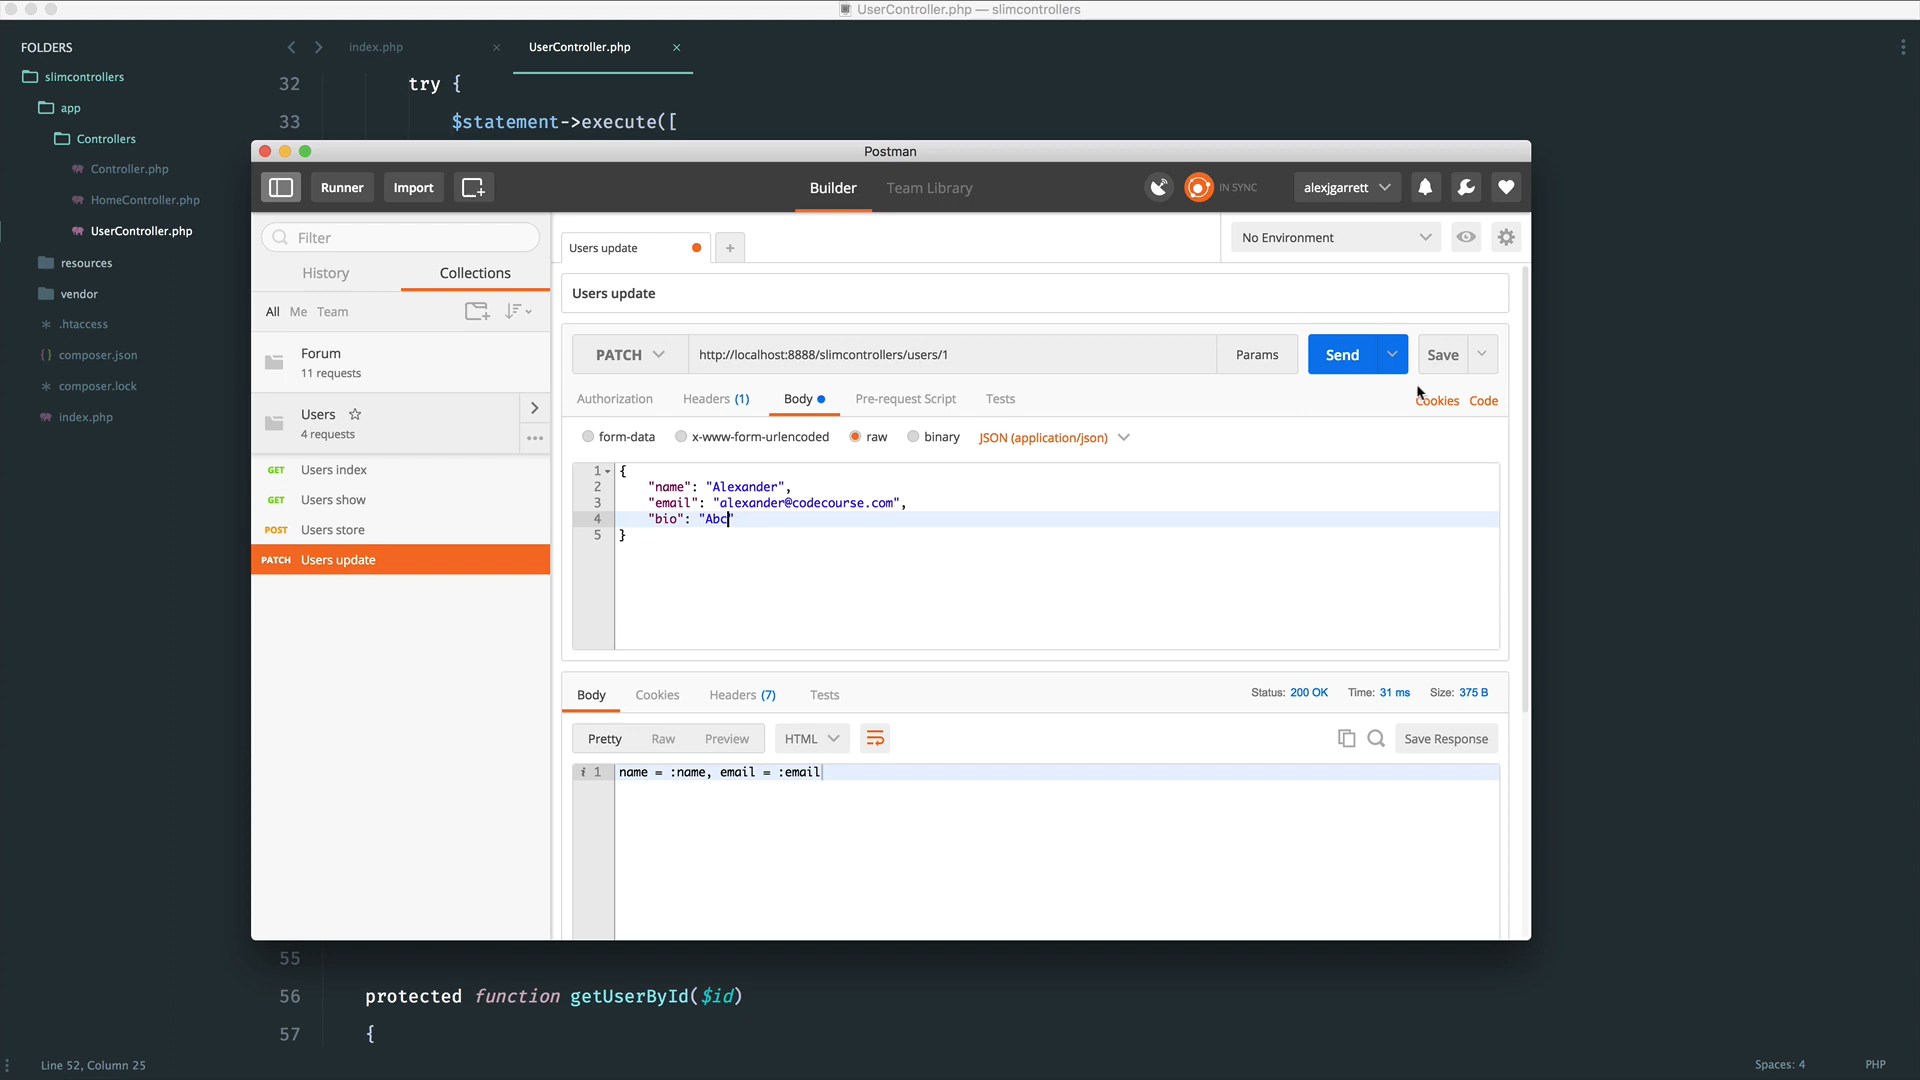 UserController.php — slimcontrollers
FOLDERS
slimcontrollers
app
Controllers
Controller.php
HomeController.php
UserController.php
resources
vendor
.htaccess
composer.json
composer.lock
index.php
index.php
UserController.php
32 try {
33 $statement->execute([
Postman
Runner
Import
Builder
Team Library
IN SYNC
alexjgarrett
Filter
History
Collections
All Me Team
Forum
11 requests
Users
4 requests
GET Users index
GET Users show
POST Users store
PATCH Users update
Users update
No Environment
Users update
PATCH
http://localhost:8888/slimcontrollers/users/1
Params
Send
Save
Authorization
Headers (1)
Body
Pre-request Script
Tests
Cookies
Code
form-data
x-www-form-urlencoded
raw
binary
JSON (application/json)
1 {
2 "name": "Alexander",
3 "email": "alexander@codecourse.com",
4 "bio": "Abc"
5 }
Body
Cookies
Headers (7)
Tests
Status: 200 OK
Time: 31 ms
Size: 375 B
Pretty
Raw
Preview
HTML
Save Response
i 1 name = :name, email = :email
55
56 protected function getUserById($id)
57 {
Line 52, Column 25
Spaces: 4
PHP